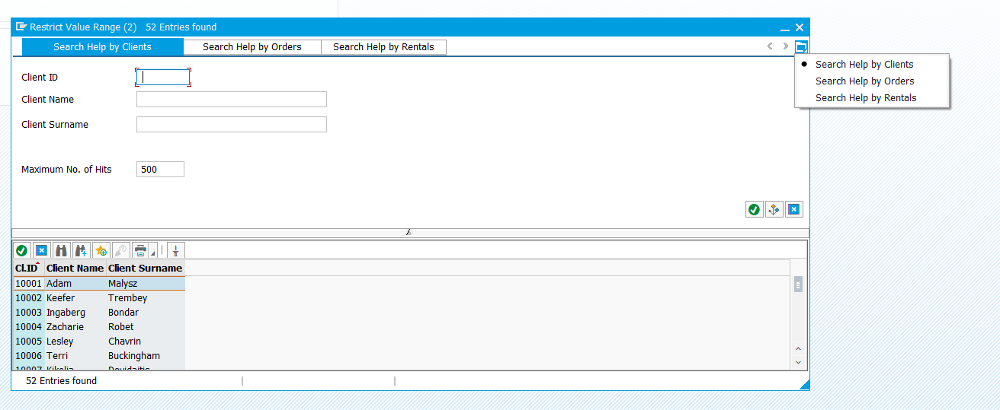 Restrict Value Range (2)   52 Entries found
Search Help by Clients   Search Help by Orders   Search Help by Rentals
Search Help by Clients
Search Help by Orders
Search Help by Rentals
Client ID
Client Name
Client Surname
Maximum No. of Hits   500
Cl.ID   Client Name   Client Surname
10001   Adam   Malysz
10002   Keefer   Trembey
10003   Ingaberg   Bondar
10004   Zacharie   Robet
10005   Lesley   Chavrin
10006   Terri   Buckingham
52 Entries found